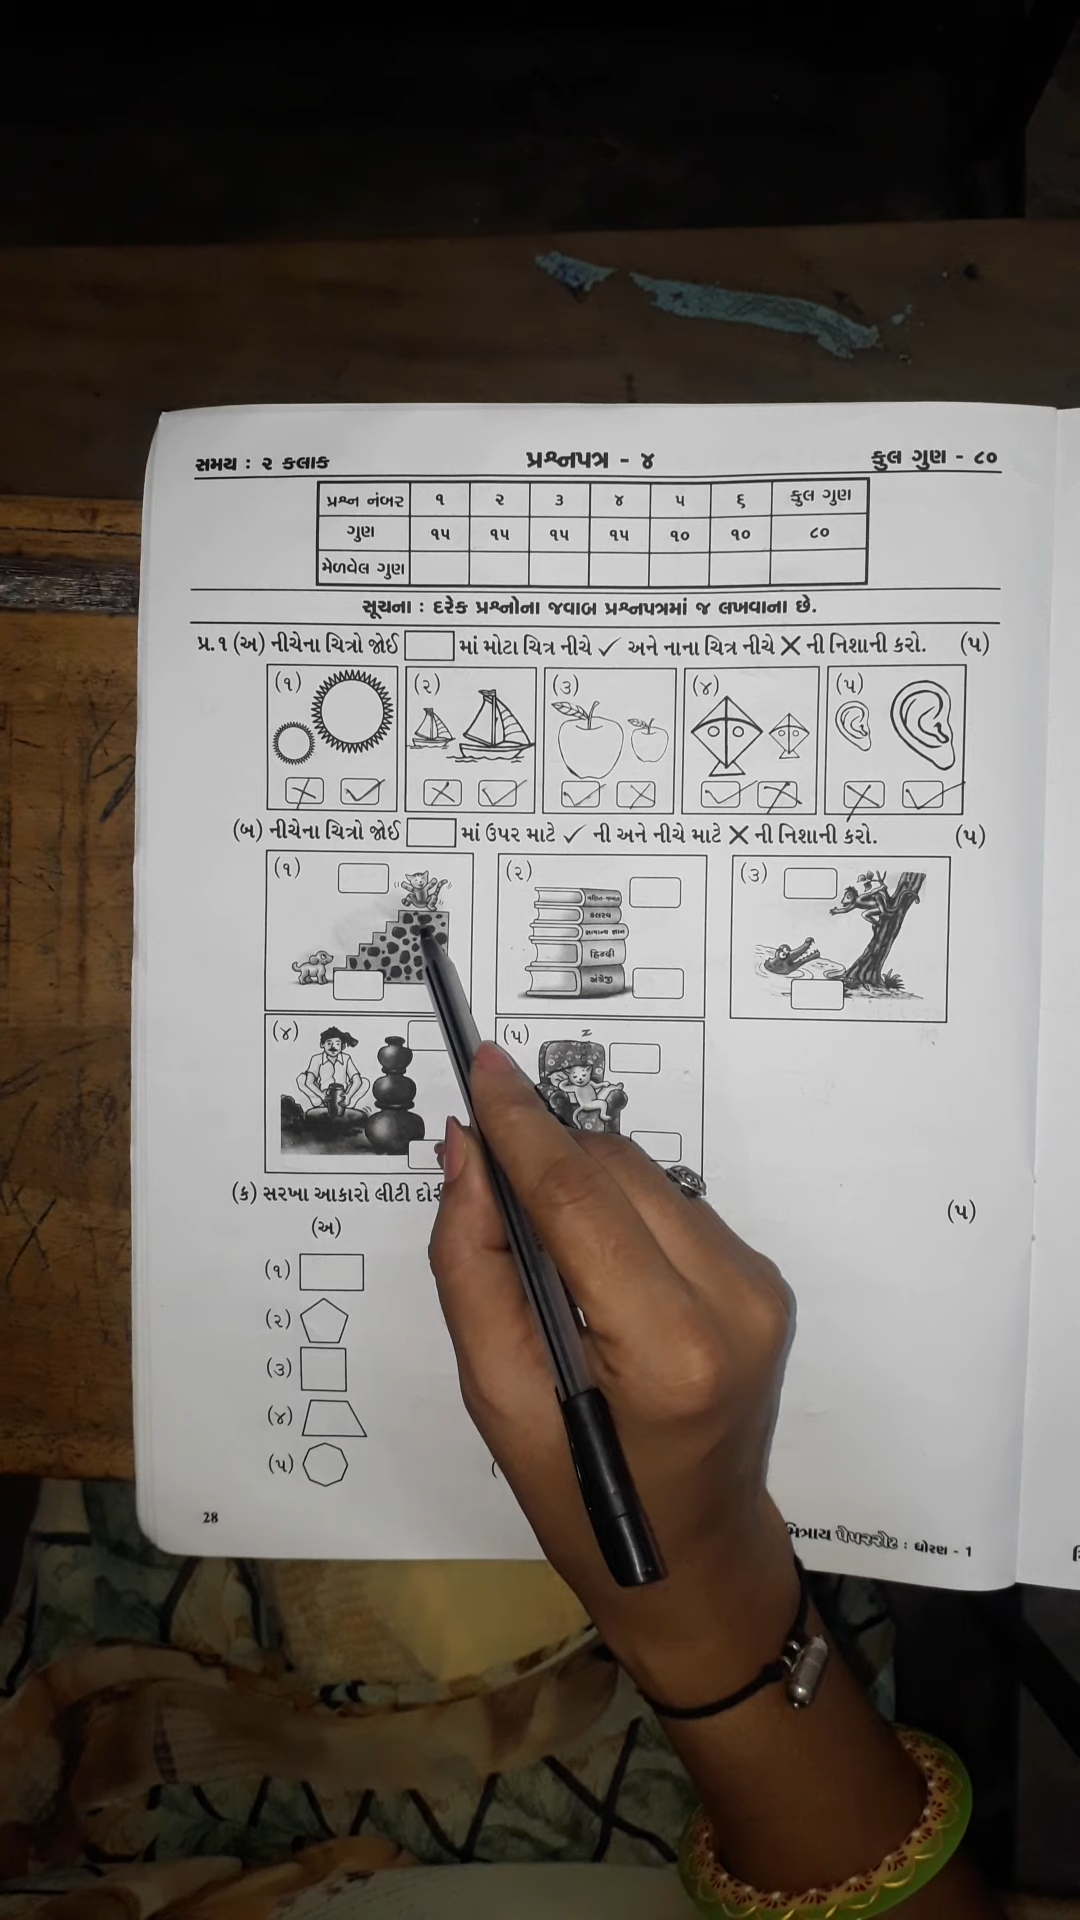 સમય : ૨ કલાક પ્રશ્નપત્ર - ૪ કુલ ગુણ - ૮૦
પ્રશ્ન નંબર ૧ ૨ ૩ ૪ ૫ ૬ કુલ ગુણ
ગુણ ૧૫ ૧૫ ૧૫ ૧૫ ૧૦ ૧૦ ૮૦
મેળવેલ ગુણ
સૂચના : દરેક પ્રશ્નોના જવાબ પ્રશ્નપત્રમાં જ લખવાના છે.
પ્ર.૧ (અ) નીચેના ચિત્રો જોઈ માં મોટા ચિત્ર નીચે ✓ અને નાના ચિત્ર નીચે ✗ ની નિશાની કરો. (૫)
(૧) (૨) (૩) (૪) (૫)
✗ ✓ ✗ ✓ ✓ ✗ ✓ ✗ ✗ ✓
(બ) નીચેના ચિત્રો જોઈ માં ઉપર માટે ✓ ની અને નીચે માટે ✗ ની નિશાની કરો. (૫)
(૧) (૨) (૩)
કલરવ
સામાન્ય જ્ઞાન
હિન્દી
અંગ્રેજી
(૪) (૫)
z
(ક) સરખા આકારો લીટી (૫)
(અ)
(૧)
(૨)
(૩)
(૪)
(૫)
28 પેપરસેટ : ધોરણ - 1